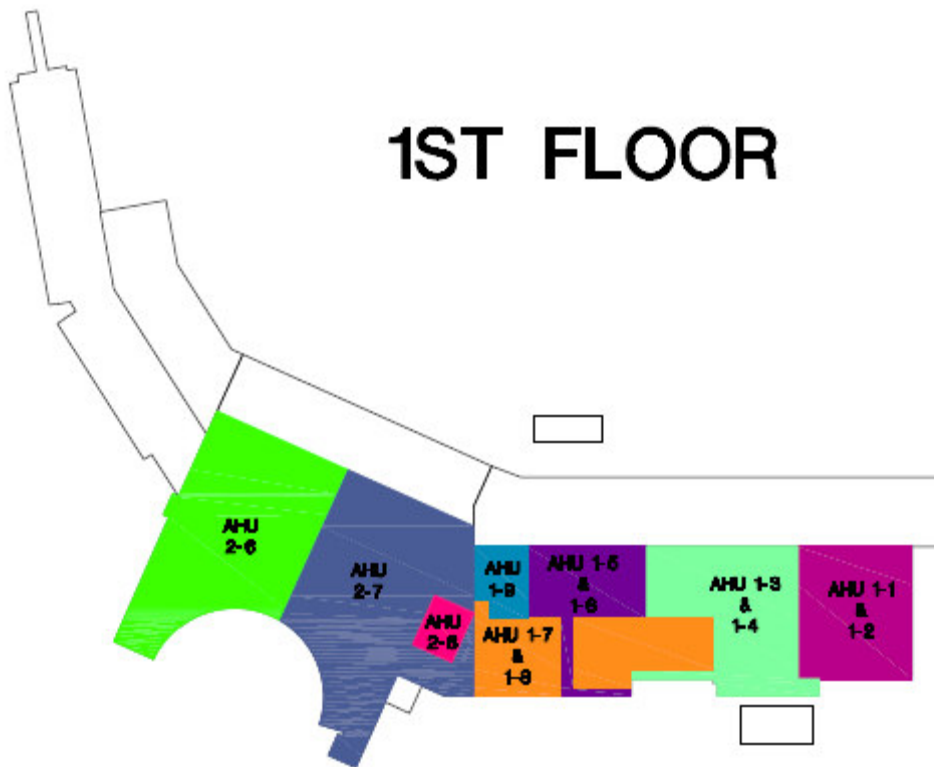 1ST FLOOR
AHU
2-6
AHU
2-7
AHU
2-8
AHU
1-9
AHU 1-5
&
1-6
AHU 1-7
&
1-8
AHU 1-3
&
1-4
AHU 1-1
&
1-2